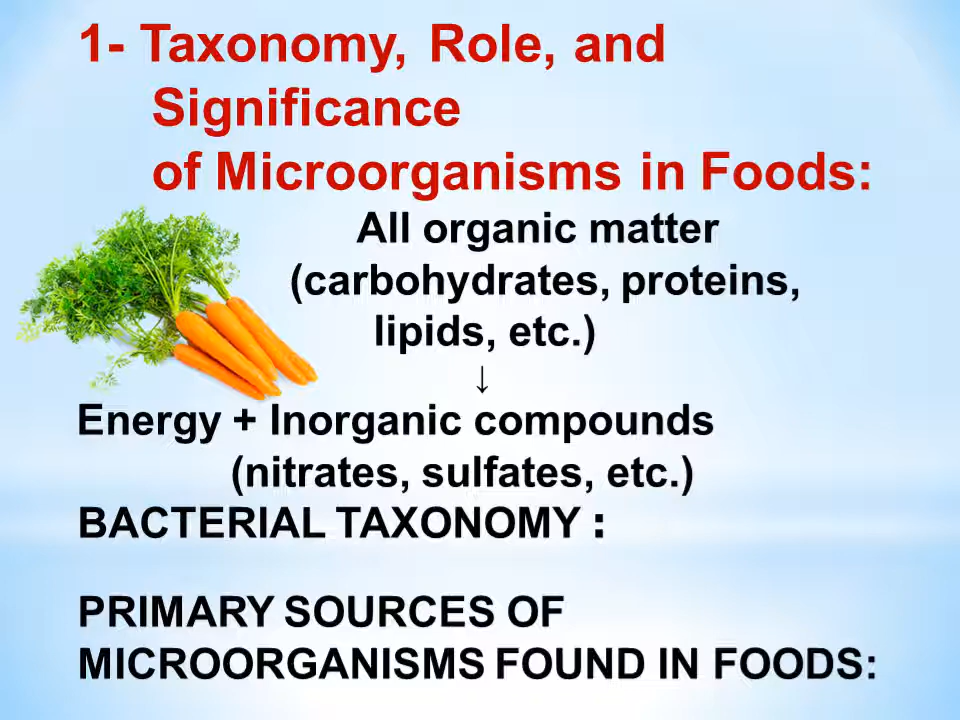 1- Taxonomy, Role, and
Significance
of Microorganisms in Foods:
All organic matter
(carbohydrates, proteins,
lipids, etc.)
↓
Energy + Inorganic compounds
(nitrates, sulfates, etc.)
BACTERIAL TAXONOMY :
PRIMARY SOURCES OF
MICROORGANISMS FOUND IN FOODS: